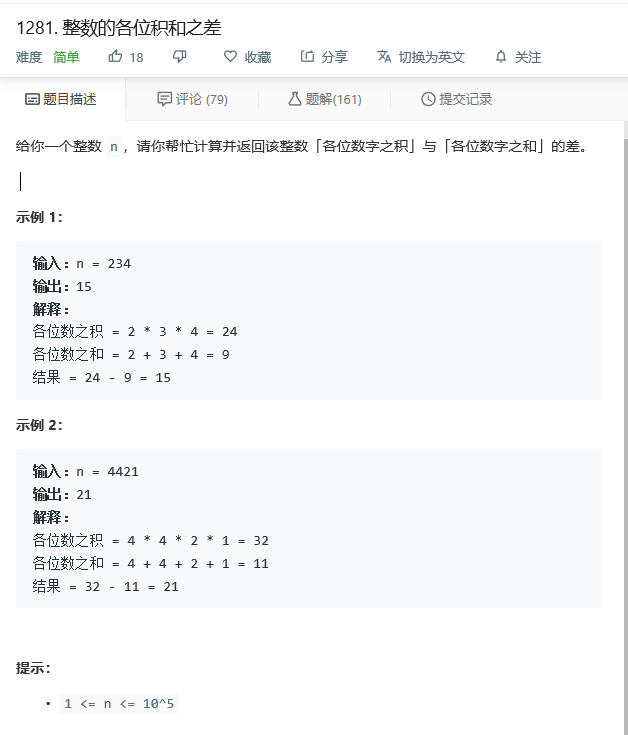 1281. 整数的各位积和之差
难度 简单 18 收藏 分享 切换为英文 关注
题目描述 评论 (79) 题解(161) 提交记录
给你一个整数 n，请你帮忙计算并返回该整数「各位数字之积」与「各位数字之和」的差。
示例 1：
输入：n = 234
输出：15
解释：
各位数之积 = 2 * 3 * 4 = 24
各位数之和 = 2 + 3 + 4 = 9
结果 = 24 - 9 = 15
示例 2：
输入：n = 4421
输出：21
解释：
各位数之积 = 4 * 4 * 2 * 1 = 32
各位数之和 = 4 + 4 + 2 + 1 = 11
结果 = 32 - 11 = 21
提示：
• 1 <= n <= 10^5